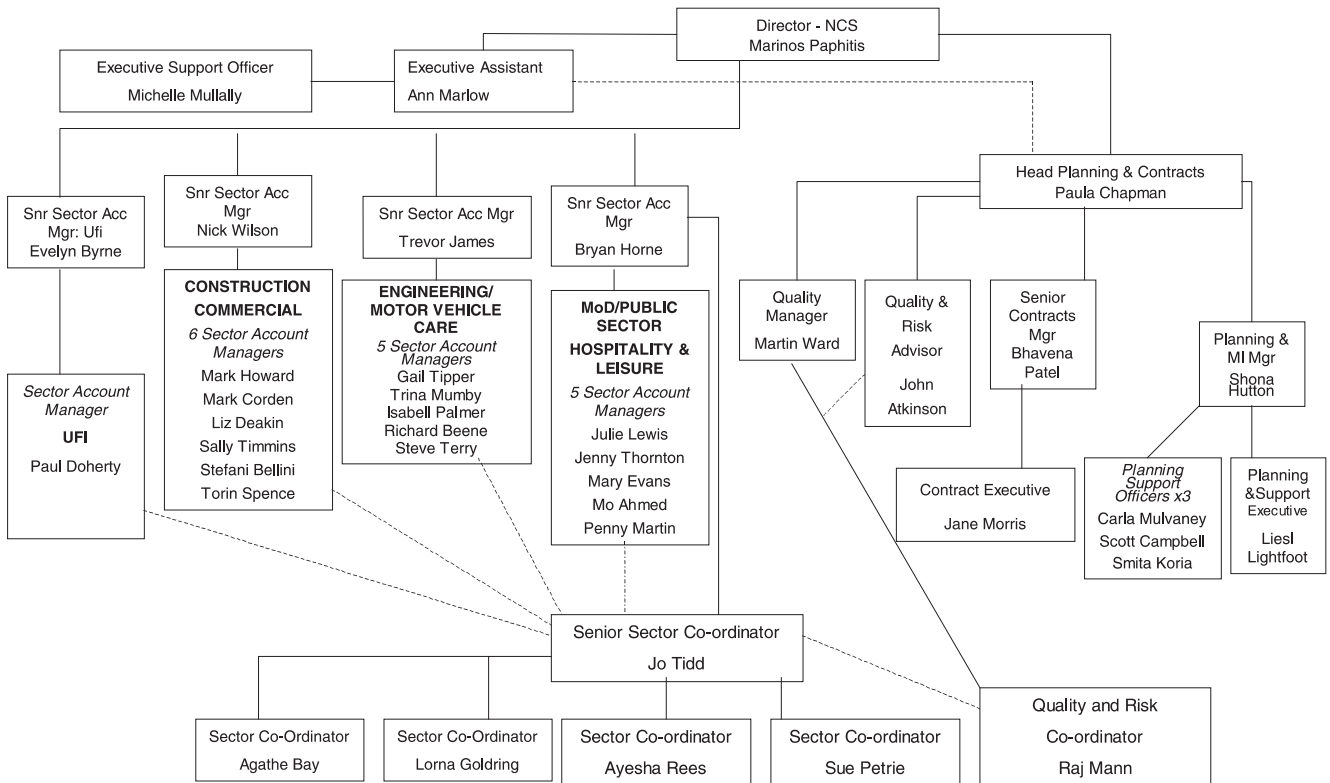 Director - NCS
Marinos Paphitis
Executive Support Officer
Michelle Mullally
Executive Assistant
Ann Marlow
Head Planning & Contracts
Paula Chapman
Snr Sector Acc
Mgr: Ufi
Evelyn Byrne
Snr Sector Acc
Mgr
Nick Wilson
Snr Sector Acc Mgr
Trevor James
Snr Sector Acc
Mgr
Bryan Horne
Sector Account
Manager
UFI
Paul Doherty
CONSTRUCTION
COMMERCIAL
6 Sector Account
Managers
Mark Howard
Mark Corden
Liz Deakin
Sally Timmins
Stefani Bellini
Torin Spence
ENGINEERING/
MOTOR VEHICLE
CARE
5 Sector Account
Managers
Gail Tipper
Trina Mumby
Isabell Palmer
Richard Beene
Steve Terry
MoD/PUBLIC
SECTOR
HOSPITALITY &
LEISURE
5 Sector Account
Managers
Julie Lewis
Jenny Thornton
Mary Evans
Mo Ahmed
Penny Martin
Quality
Manager
Martin Ward
Quality &
Risk
Advisor
John
Atkinson
Senior
Contracts
Mgr
Bhavena
Patel
Planning &
MI Mgr
Shona
Hutton
Contract Executive
Jane Morris
Planning
Support
Officers x3
Carla Mulvaney
Scott Campbell
Smita Koria
Planning
&Support
Executive
Liesl
Lightfoot
Senior Sector Co-ordinator
Jo Tidd
Sector Co-Ordinator
Agathe Bay
Sector Co-Ordinator
Lorna Goldring
Sector Co-ordinator
Ayesha Rees
Sector Co-ordinator
Sue Petrie
Quality and Risk
Co-ordinator
Raj Mann